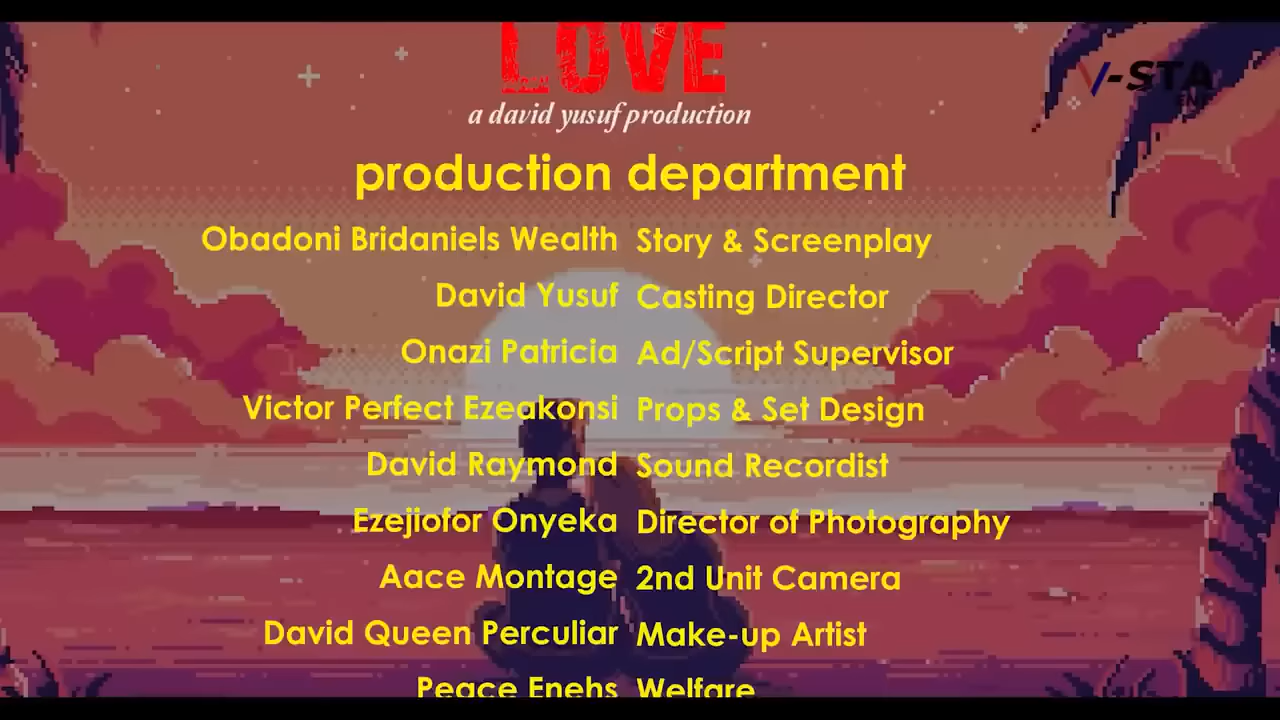 LOVE
V-STA
ENT
a david yusuf production
production department
Obadoni Bridaniels Wealth Story & Screenplay
David Yusuf Casting Director
Onazi Patricia Ad/Script Supervisor
Victor Perfect Ezeakonsi Props & Set Design
David Raymond Sound Recordist
Ezejiofor Onyeka Director of Photography
Aace Montage 2nd Unit Camera
David Queen Perculiar Make-up Artist
Peace Enehs Welfare